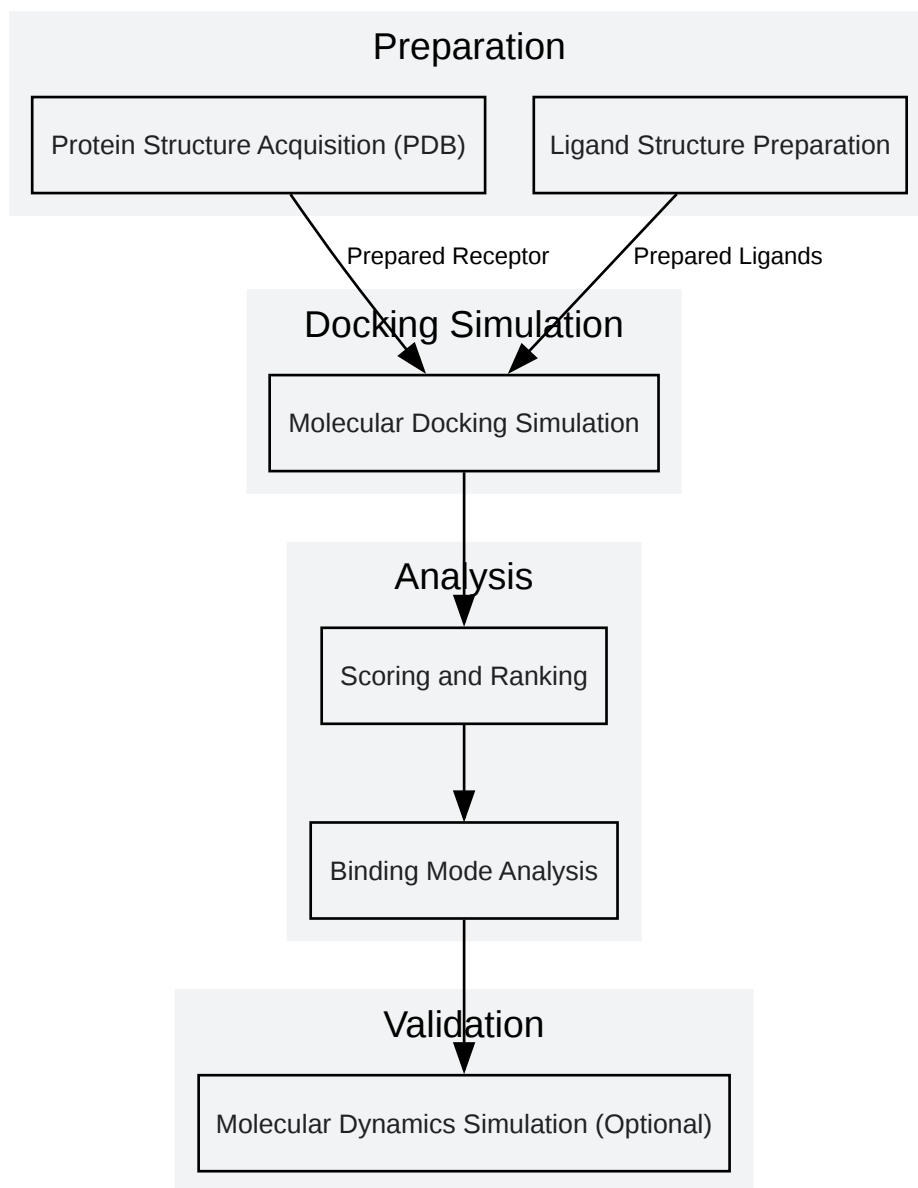 Preparation
Protein Structure Acquisition (PDB)
Ligand Structure Preparation
Prepared Receptor
Prepared Ligands
Docking Simulation
Molecular Docking Simulation
Analysis
Scoring and Ranking
Binding Mode Analysis
Validation
Molecular Dynamics Simulation (Optional)